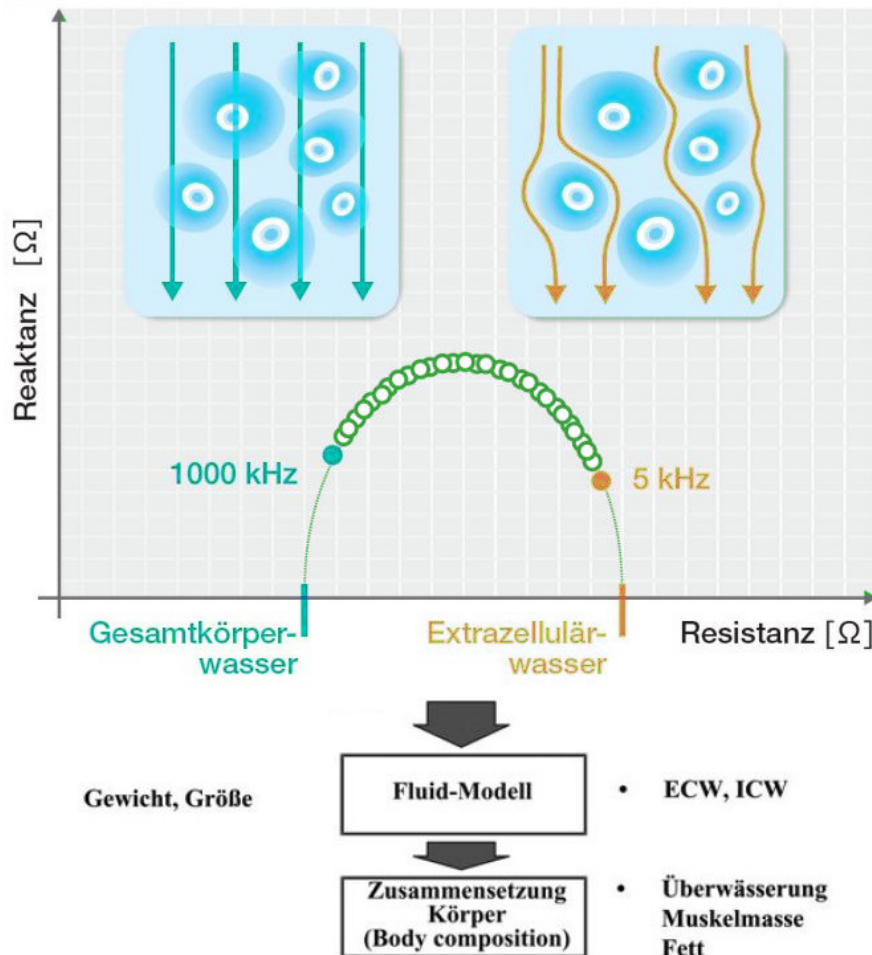 Reaktanz [Ω]
1000 kHz
5 kHz
Gesamtkörper-
wasser
Extrazellulär-
wasser
Resistanz [Ω]
Gewicht, Größe
Fluid-Modell
• ECW, ICW
Zusammensetzung
Körper
(Body composition)
• Überwässerung
Muskelmasse
Fett